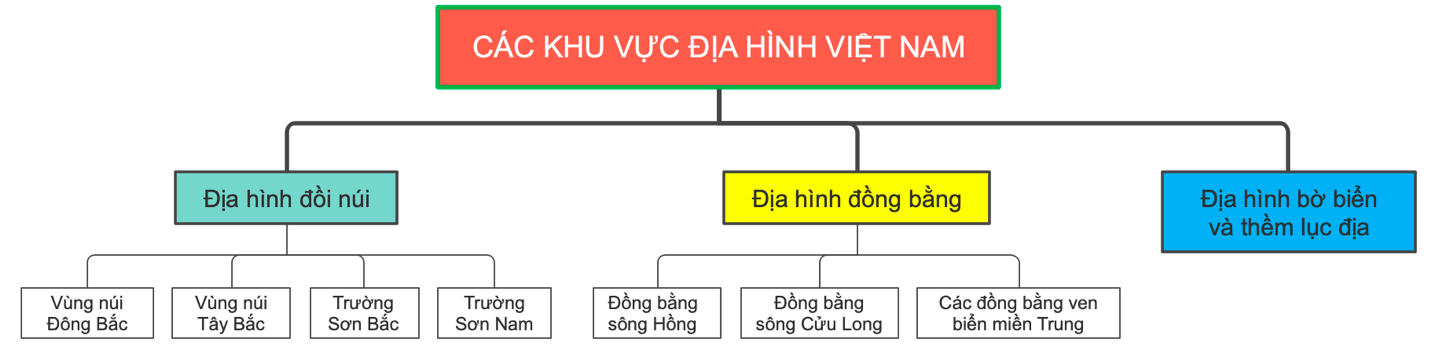 CÁC KHU VỰC ĐỊA HÌNH VIỆT NAM
Địa hình đồi núi
Địa hình đồng bằng
Địa hình bờ biển
và thềm lục địa
Vùng núi
Đông Bắc
Vùng núi
Tây Bắc
Trường
Sơn Bắc
Trường
Sơn Nam
Đồng bằng
sông Hồng
Đồng bằng
sông Cửu Long
Các đồng bằng ven
biển miền Trung